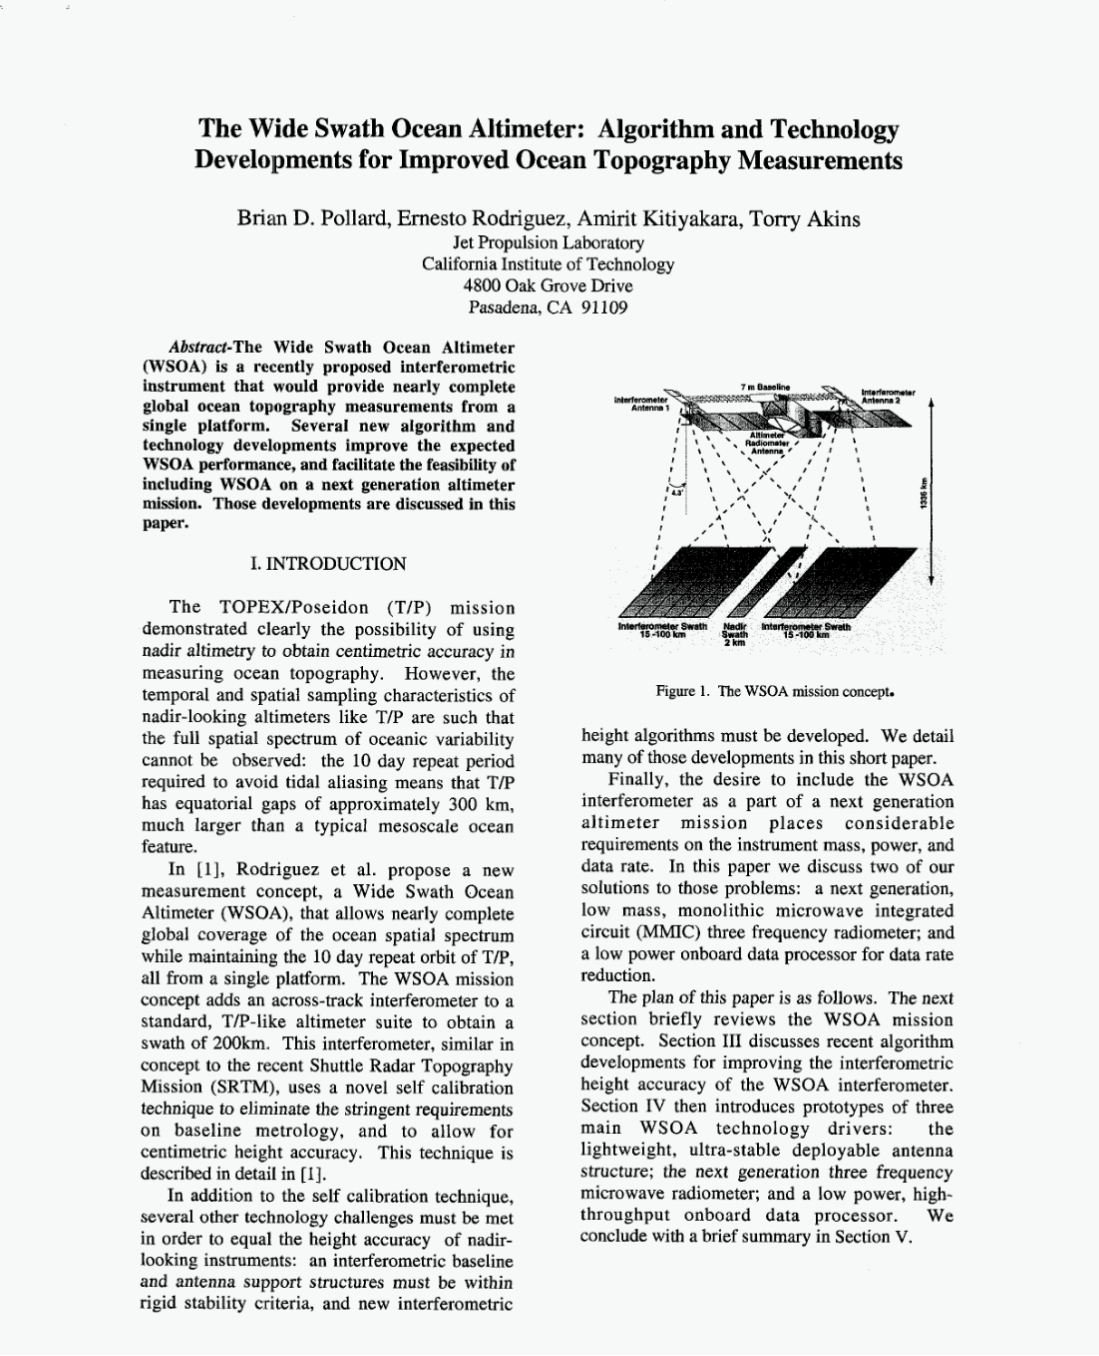 The Wide Swath Ocean Altimeter: Algorithm and Technology
Developments for Improved Ocean Topography Measurements
Brian D. Pollard, Ernesto Rodriguez, Amirit Kitiyakara, Torry Akins
Jet Propulsion Laboratory
California Institute of Technology
4800 Oak Grove Drive
Pasadena, CA 91109
Abstract-The Wide Swath Ocean Altimeter
(WSOA) is a recently proposed interferometric
instrument that would provide nearly complete
global ocean topography measurements from a
single platform. Several new algorithm and
technology developments improve the expected
WSOA performance, and facilitate the feasibility of
including WSOA on a next generation altimeter
mission. Those developments are discussed in this
paper.
I. INTRODUCTION
The TOPEX/Poseidon (T/P) mission
demonstrated clearly the possibility of using
nadir altimetry to obtain centimetric accuracy in
measuring ocean topography. However, the
temporal and spatial sampling characteristics of
nadir-looking altimeters like T/P are such that
the full spatial spectrum of oceanic variability
cannot be observed: the 10 day repeat period
required to avoid tidal aliasing means that T/P
has equatorial gaps of approximately 300 km,
much larger than a typical mesoscale ocean
feature.
In [1], Rodriguez et al. propose a new
measurement concept, a Wide Swath Ocean
Altimeter (WSOA), that allows nearly complete
global coverage of the ocean spatial spectrum
while maintaining the 10 day repeat orbit of T/P,
all from a single platform. The WSOA mission
concept adds an across-track interferometer to a
standard, T/P-like altimeter suite to obtain a
swath of 200km. This interferometer, similar in
concept to the recent Shuttle Radar Topography
Mission (SRTM), uses a novel self calibration
technique to eliminate the stringent requirements
on baseline metrology, and to allow for
centimetric height accuracy. This technique is
described in detail in [1].
In addition to the self calibration technique,
several other technology challenges must be met
in order to equal the height accuracy of nadir-
looking instruments: an interferometric baseline
and antenna support structures must be within
rigid stability criteria, and new interferometric
7 m Baseline
Interferometer
Antenna 1
Interferometer
Antenna 2
Altimeter
Radiometer
Antenna
4.3°
1336 km
Interferometer Swath
15-100 km
Nadir
Swath
2 km
Interferometer Swath
15-100 km
Figure 1. The WSOA mission concept.
height algorithms must be developed. We detail
many of those developments in this short paper.
Finally, the desire to include the WSOA
interferometer as a part of a next generation
altimeter mission places considerable
requirements on the instrument mass, power, and
data rate. In this paper we discuss two of our
solutions to those problems: a next generation,
low mass, monolithic microwave integrated
circuit (MMIC) three frequency radiometer; and
a low power onboard data processor for data rate
reduction.
The plan of this paper is as follows. The next
section briefly reviews the WSOA mission
concept. Section III discusses recent algorithm
developments for improving the interferometric
height accuracy of the WSOA interferometer.
Section IV then introduces prototypes of three
main WSOA technology drivers: the
lightweight, ultra-stable deployable antenna
structure; the next generation three frequency
microwave radiometer; and a low power, high-
throughput onboard data processor. We
conclude with a brief summary in Section V.